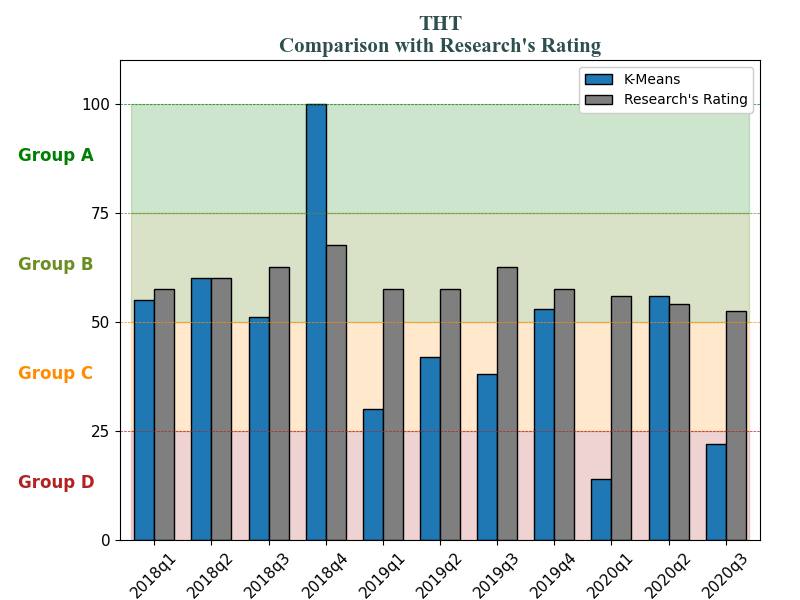 THT
Comparison with Research's Rating
K-Means
Research's Rating
100
Group A
75
Group B
50
Group C
25
Group D
0
2018q1
2018q2
2018q3
2018q4
2019q1
2019q2
2019q3
2019q4
2020q1
2020q2
2020q3